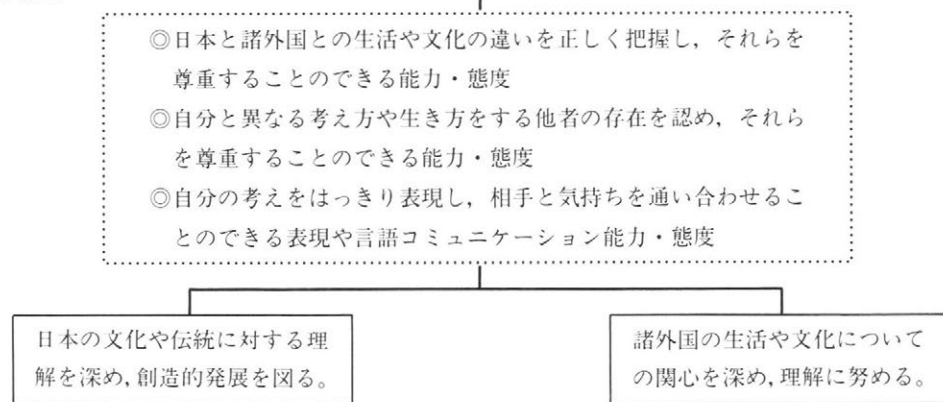 ◎日本と諸外国との生活や文化の違いを正しく把握し，それらを
尊重することのできる能力・態度
◎自分と異なる考え方や生き方をする他者の存在を認め，それら
を尊重することのできる能力・態度
◎自分の考えをはっきり表現し，相手と気持ちを通い合わせるこ
とのできる表現や言語コミュニケーション能力・態度
日本の文化や伝統に対する理
解を深め，創造的発展を図る。
諸外国の生活や文化について
の関心を深め，理解に努める。